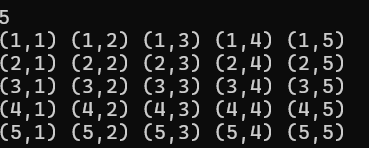 5
(1,1) (1,2) (1,3) (1,4) (1,5)
(2,1) (2,2) (2,3) (2,4) (2,5)
(3,1) (3,2) (3,3) (3,4) (3,5)
(4,1) (4,2) (4,3) (4,4) (4,5)
(5,1) (5,2) (5,3) (5,4) (5,5)